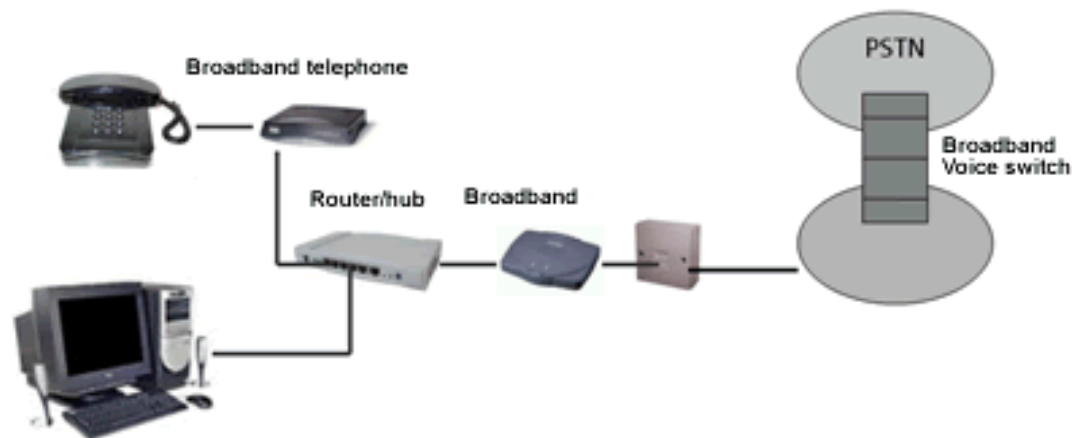 PSTN
Broadband telephone
Broadband
Voice switch
Router/hub
Broadband